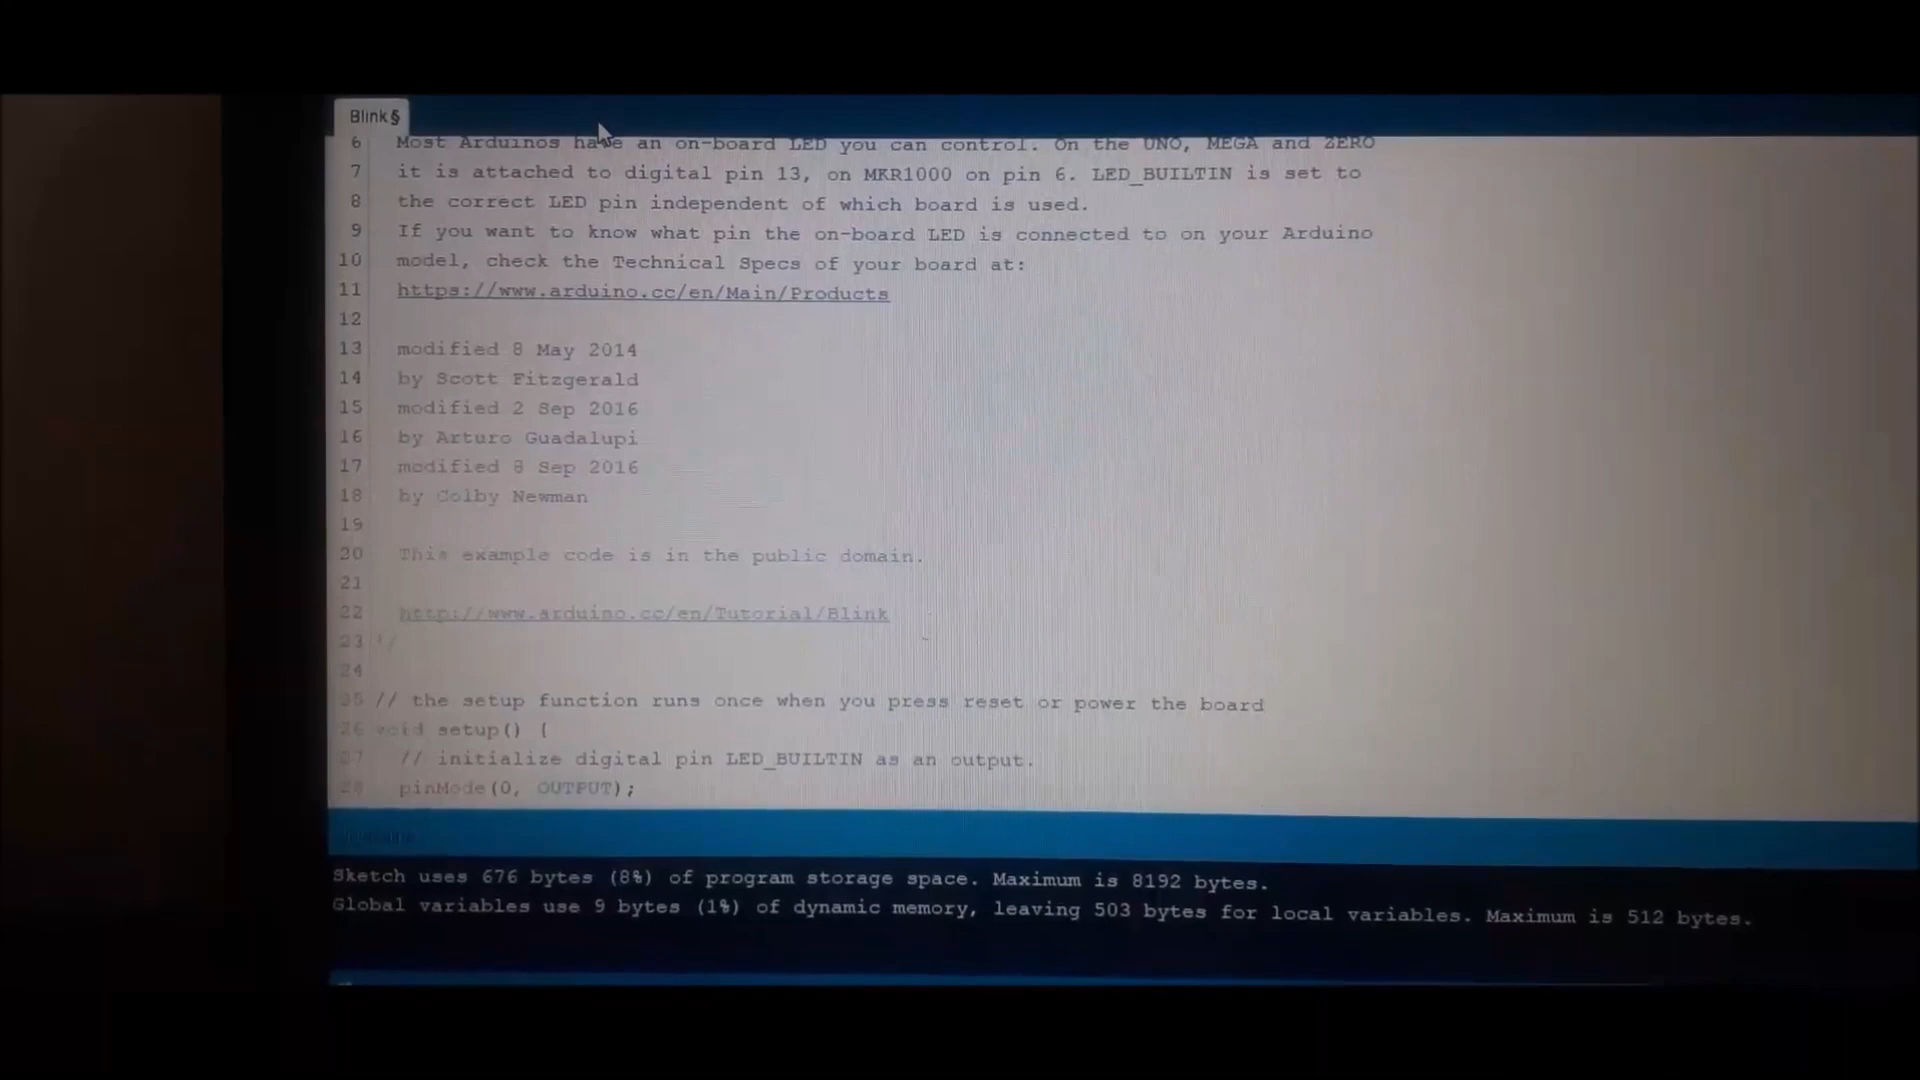 Blink§
6 Most Arduinos have an on-board LED you can control. On the UNO, MEGA and ZERO
7 it is attached to digital pin 13, on MKR1000 on pin 6. LED_BUILTIN is set to
8 the correct LED pin independent of which board is used.
9 If you want to know what pin the on-board LED is connected to on your Arduino
10 model, check the Technical Specs of your board at:
11 https://www.arduino.cc/en/Main/Products
12
13 modified 8 May 2014
14 by Scott Fitzgerald
15 modified 2 Sep 2016
16 by Arturo Guadalupi
17 modified 8 Sep 2016
18 by Colby Newman
19
20 This example code is in the public domain.
21
22 http://www.arduino.cc/en/Tutorial/Blink
23 */
24
25 // the setup function runs once when you press reset or power the board
26 void setup() {
27 // initialize digital pin LED_BUILTIN as an output.
28 pinMode(0, OUTPUT);
Sketch uses 676 bytes (8%) of program storage space. Maximum is 8192 bytes.
Global variables use 9 bytes (1%) of dynamic memory, leaving 503 bytes for local variables. Maximum is 512 bytes.